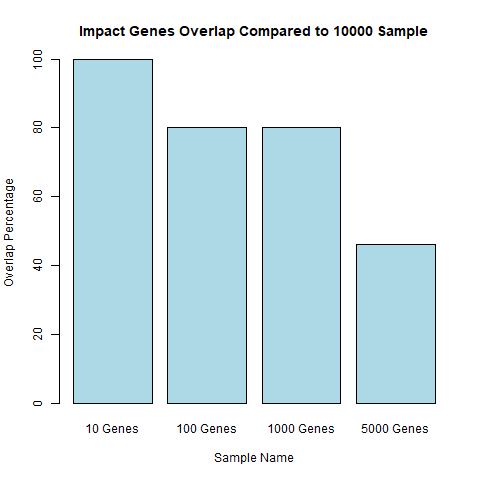 Impact Genes Overlap Compared to 10000 Sample
Overlap Percentage
100
80
60
40
20
0
10 Genes
100 Genes
1000 Genes
5000 Genes
Sample Name